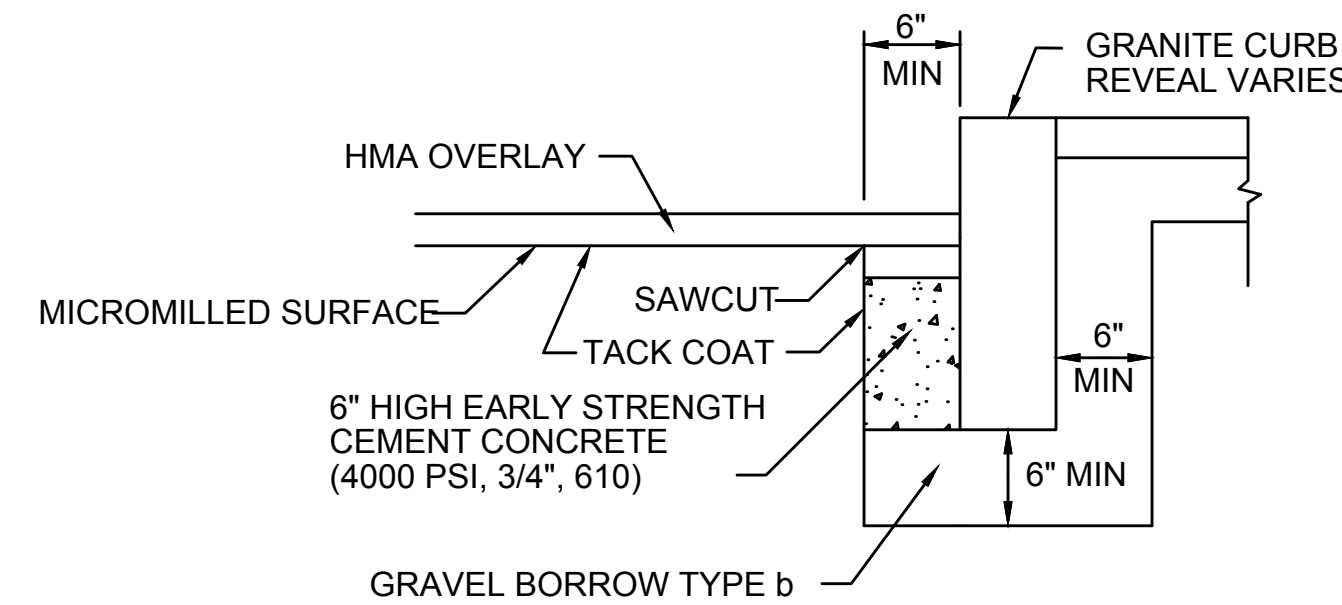 6"
MIN
GRANITE CURB
REVEAL VARIES
HMA OVERLAY
MICROMILLED SURFACE
SAWCUT
TACK COAT
6"
MIN
6" HIGH EARLY STRENGTH
CEMENT CONCRETE
(4000 PSI, 3/4", 610)
6" MIN
GRAVEL BORROW TYPE b